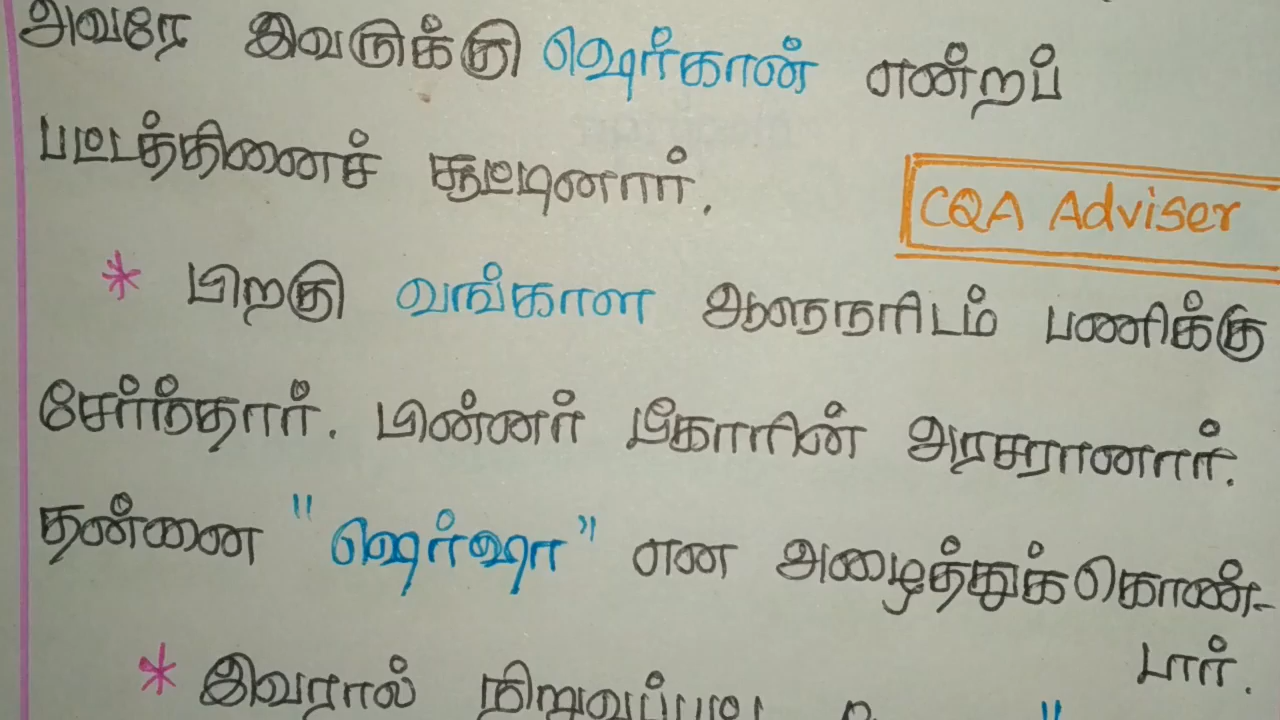 அவரே இவருக்கு ஷெர்கான் என்றப்
பட்டத்தினைச் சூட்டினார்.
CQA Adviser
* பிறகு வங்காள ஆளுநரிடம் பணிக்கு
சேர்ந்தார். பின்னர் பீகாரின் அரசரானார்.
தன்னை "ஷெர்ஷா" என அழைத்துக்கொண்-
டார்.
* இவரால்